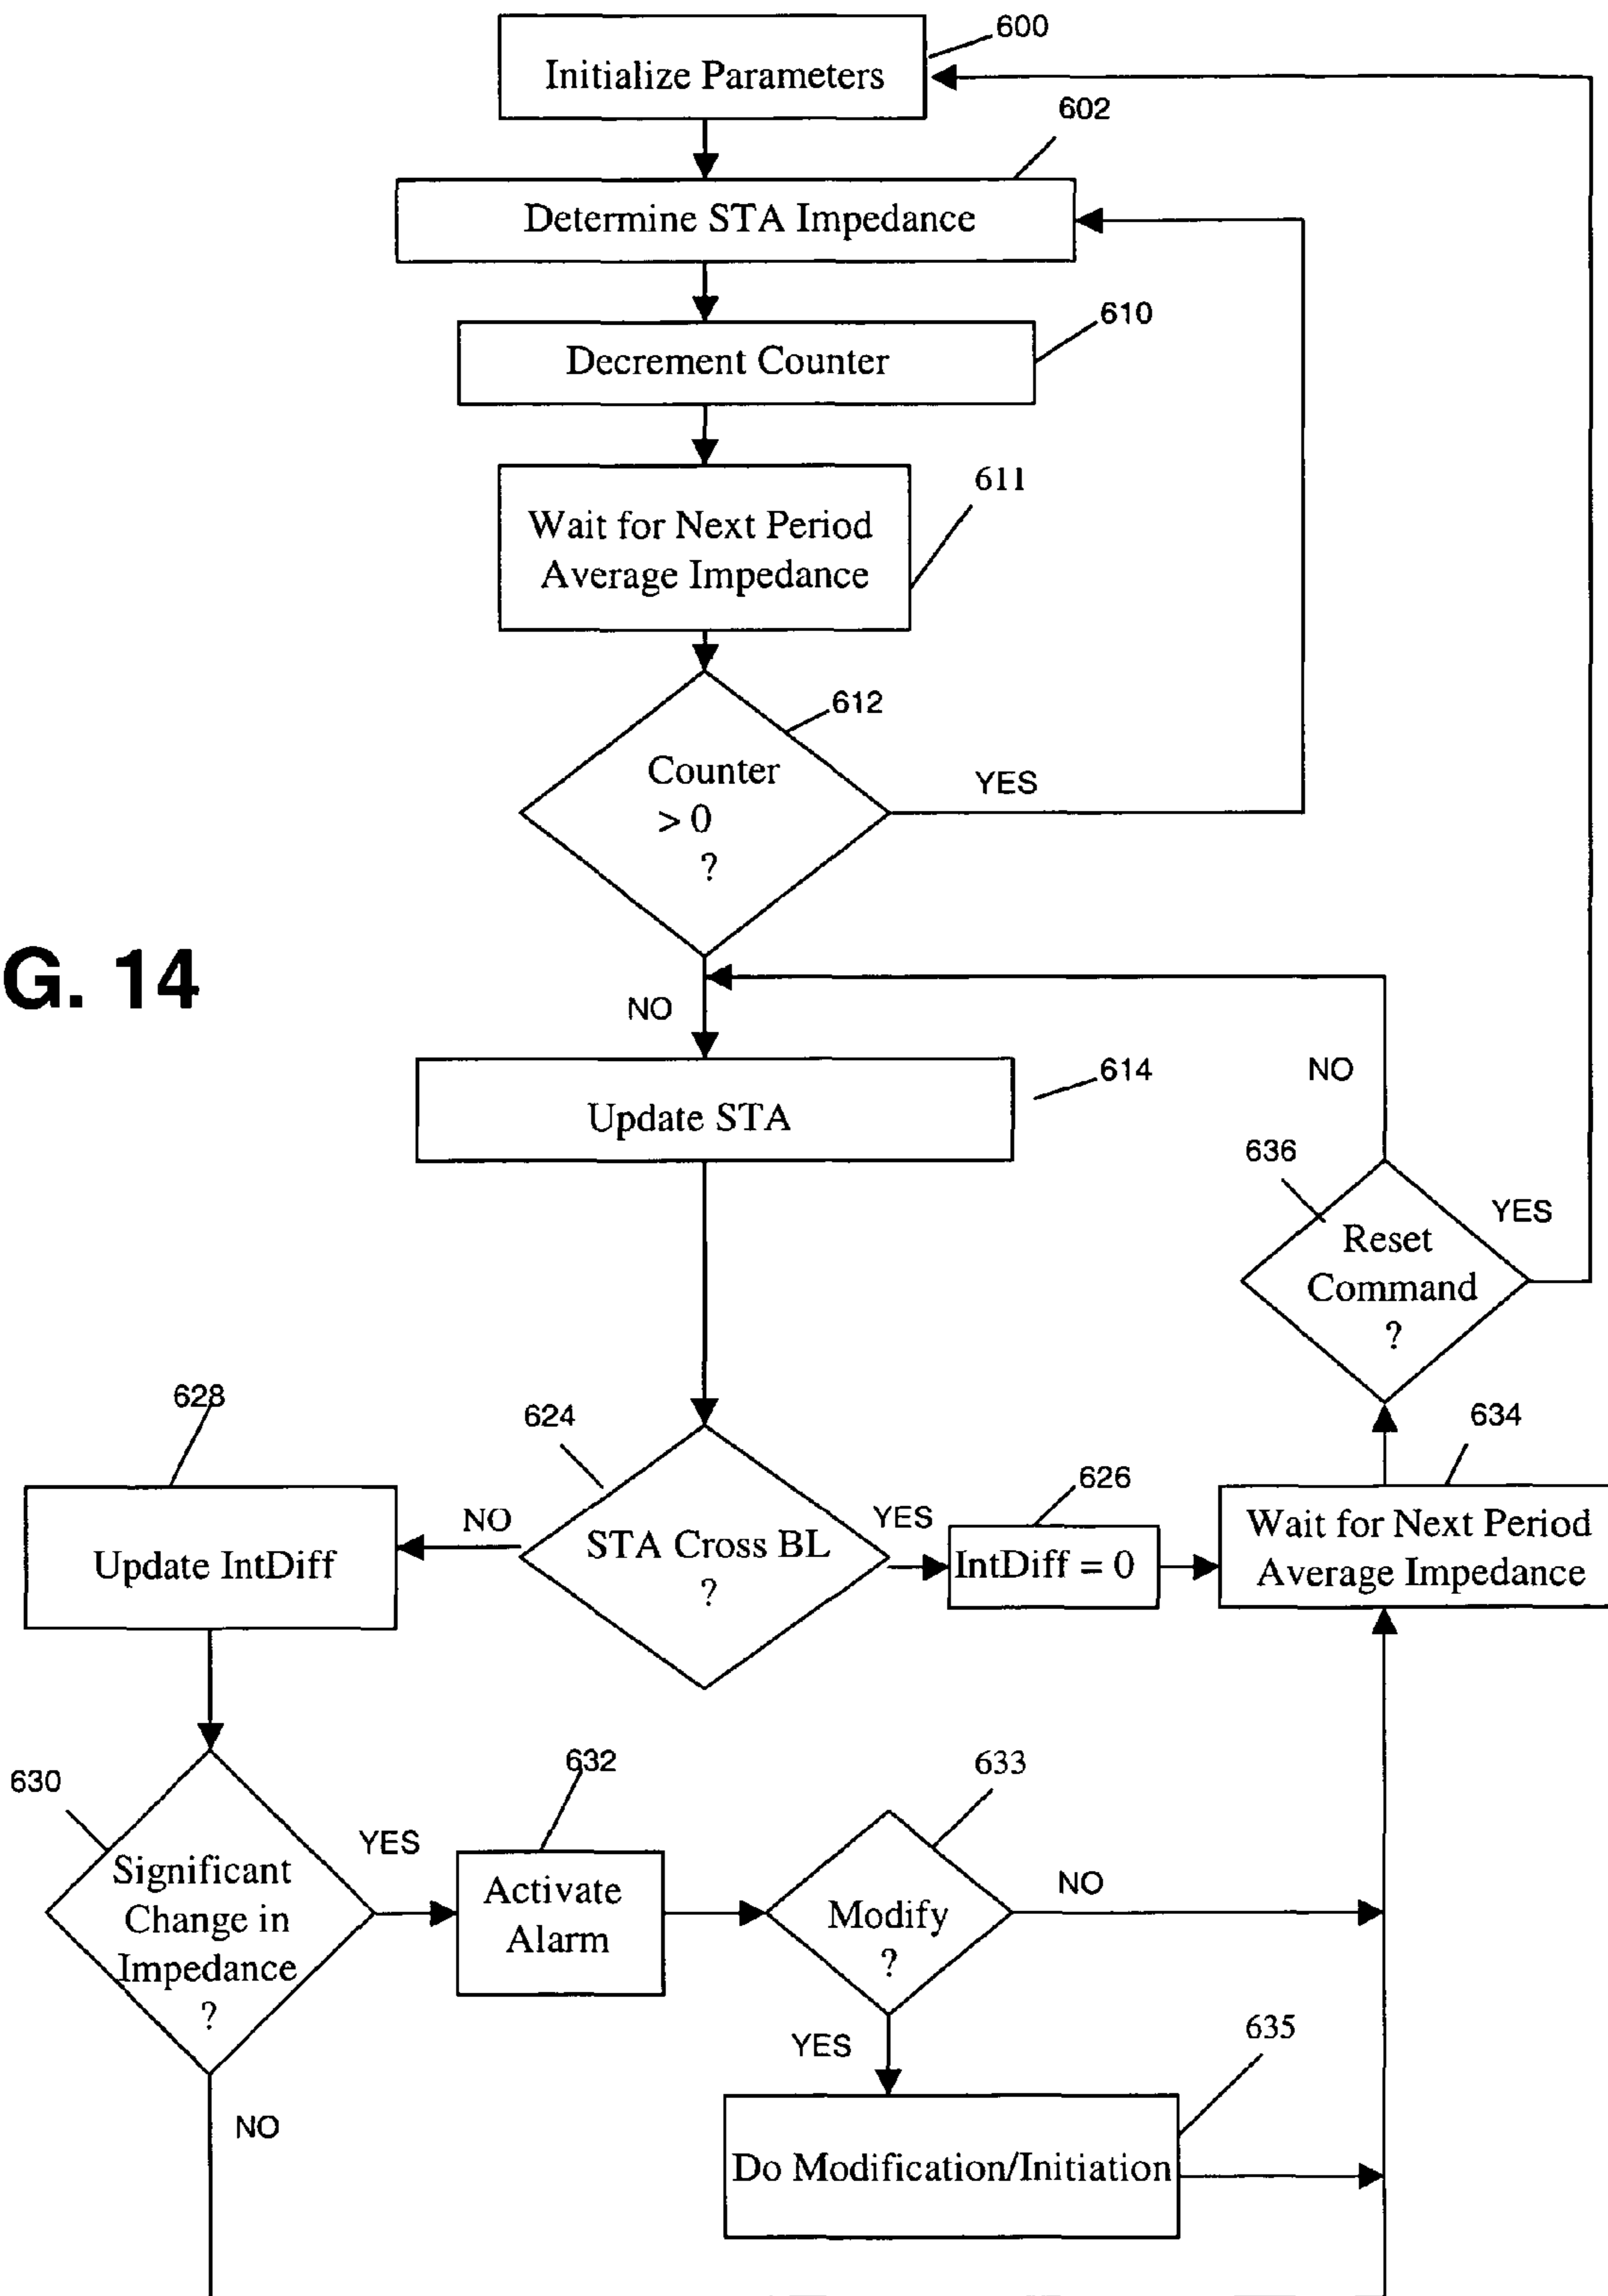 600
Initialize Parameters
602
Determine STA Impedance
610
Decrement Counter
611
Wait for Next Period
Average Impedance
612
Counter
> 0
?
YES
G. 14
NO
614
Update STA
NO
636
Reset
Command
?
YES
628
Update IntDiff
NO
624
STA Cross BL
?
YES
626
IntDiff = 0
634
Wait for Next Period
Average Impedance
630
Significant
Change in
Impedance
?
YES
632
Activate
Alarm
633
Modify
?
NO
YES
635
Do Modification/Initiation
NO